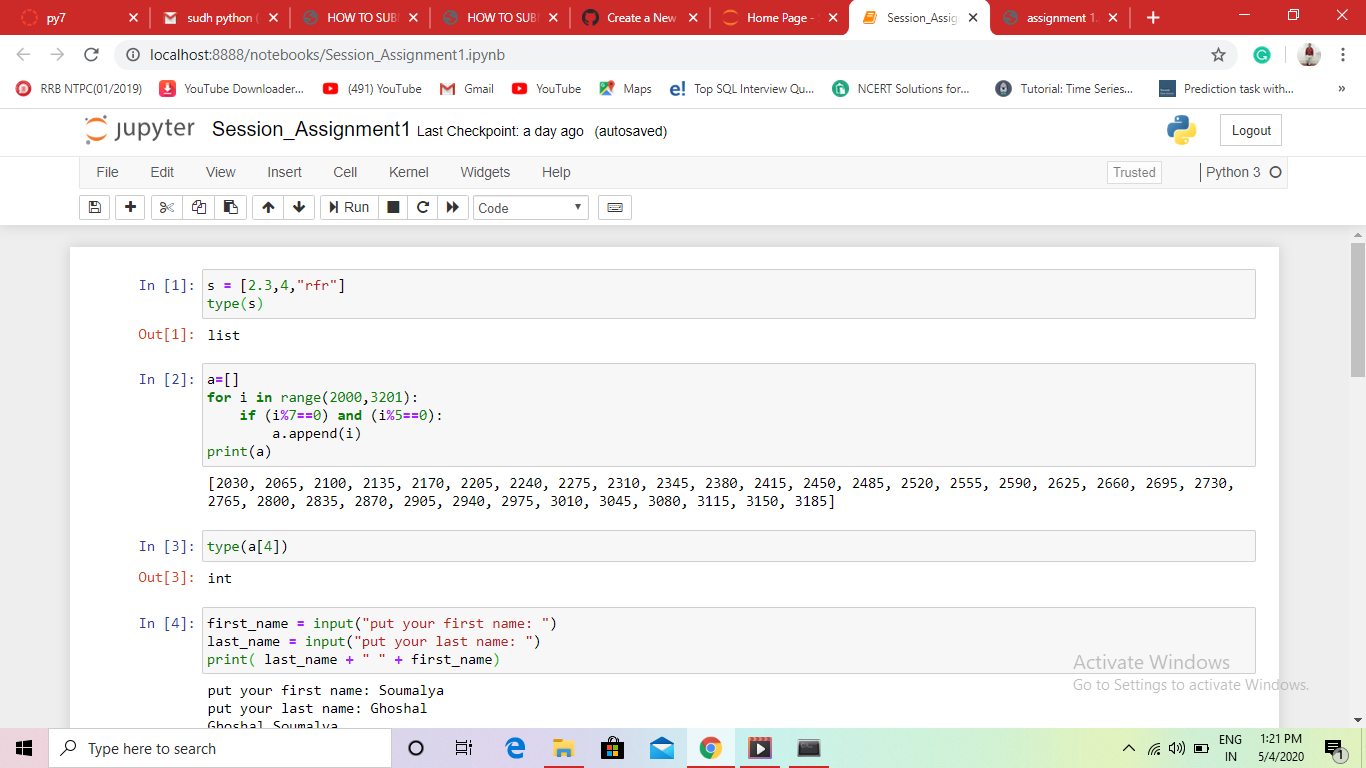 py7
sudh python (
HOW TO SUB
HOW TO SUB
Create a New
Home Page -
Session_Assig
assignment 1.
localhost:8888/notebooks/Session_Assignment1.ipynb
RRB NTPC(01/2019) YouTube Downloader... (491) YouTube Gmail YouTube Maps e! Top SQL Interview Qu... NCERT Solutions for... Tutorial: Time Series... Prediction task with... »
jupyter Session_Assignment1 Last Checkpoint: a day ago (autosaved) Logout
File Edit View Insert Cell Kernel Widgets Help Trusted Python 3
Run Code
In [1]: s = [2.3,4,"rfr"]
type(s)
Out[1]: list
In [2]: a=[]
for i in range(2000,3201):
if (i%7==0) and (i%5==0):
a.append(i)
print(a)
[2030, 2065, 2100, 2135, 2170, 2205, 2240, 2275, 2310, 2345, 2380, 2415, 2450, 2485, 2520, 2555, 2590, 2625, 2660, 2695, 2730,
2765, 2800, 2835, 2870, 2905, 2940, 2975, 3010, 3045, 3080, 3115, 3150, 3185]
In [3]: type(a[4])
Out[3]: int
In [4]: first_name = input("put your first name: ")
last_name = input("put your last name: ")
print( last_name + " " + first_name)
put your first name: Soumalya
put your last name: Ghoshal
Ghoshal Soumalya
Activate Windows
Go to Settings to activate Windows.
Type here to search
ENG
IN
1:21 PM
5/4/2020
1